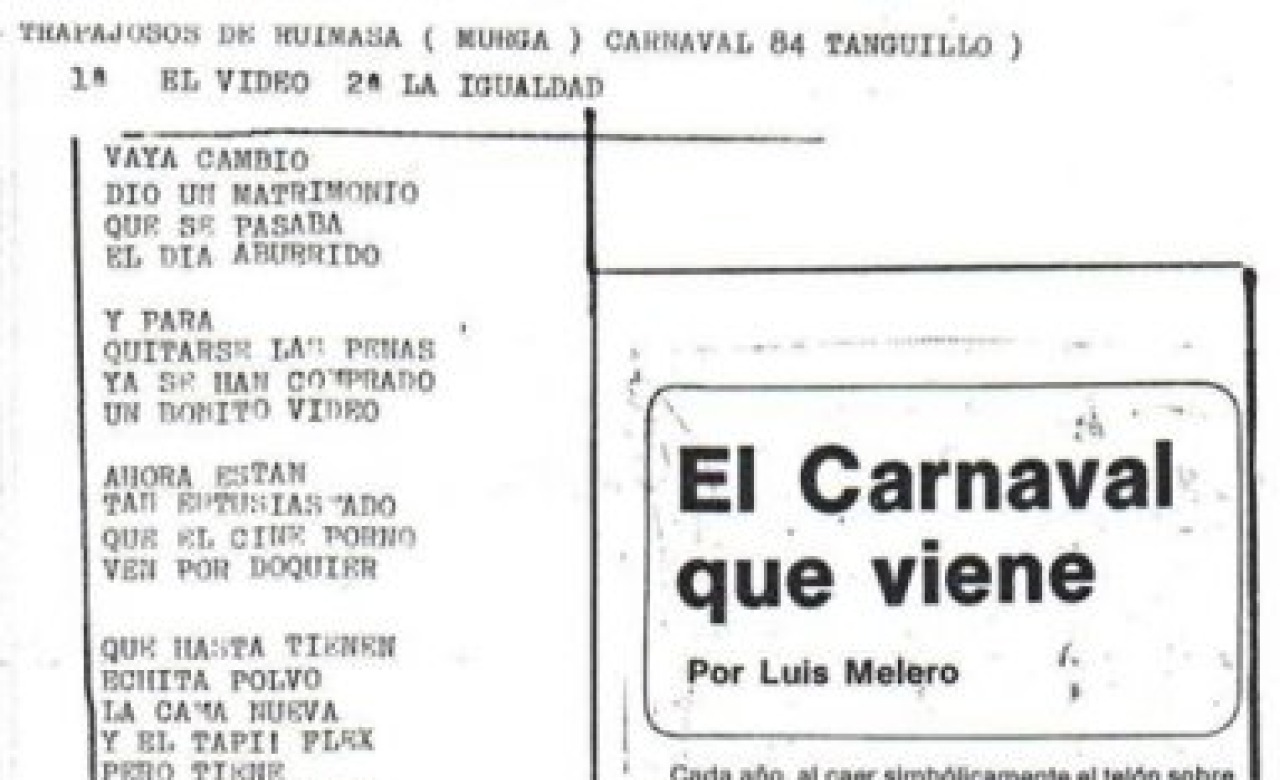 TRAPAJOSOS DE RUIMASA ( MURGA ) CARNAVAL 84 TANGUILLO )
1ª EL VIDEO 2ª LA IGUALDAD
VAYA CAMBIO
DIO UN MATRIMONIO
QUE SE PASABA
EL DIA ABURRIDO
Y PARA
QUITARSE LAS PENAS
YA SE HAN COMPRADO
UN BONITO VIDEO
AHORA ESTAN
TAN ENTUSIASMADO
QUE EL CINE PORNO
VEN POR DOQUIER
QUE HASTA TIENEN
ECHITA POLVO
LA CAMA NUEVA
Y EL TAPI! FLEX
PERO TIENE
El Carnaval
que viene
Por Luis Melero
Cada año, al caer simbólicamente el telón sobre